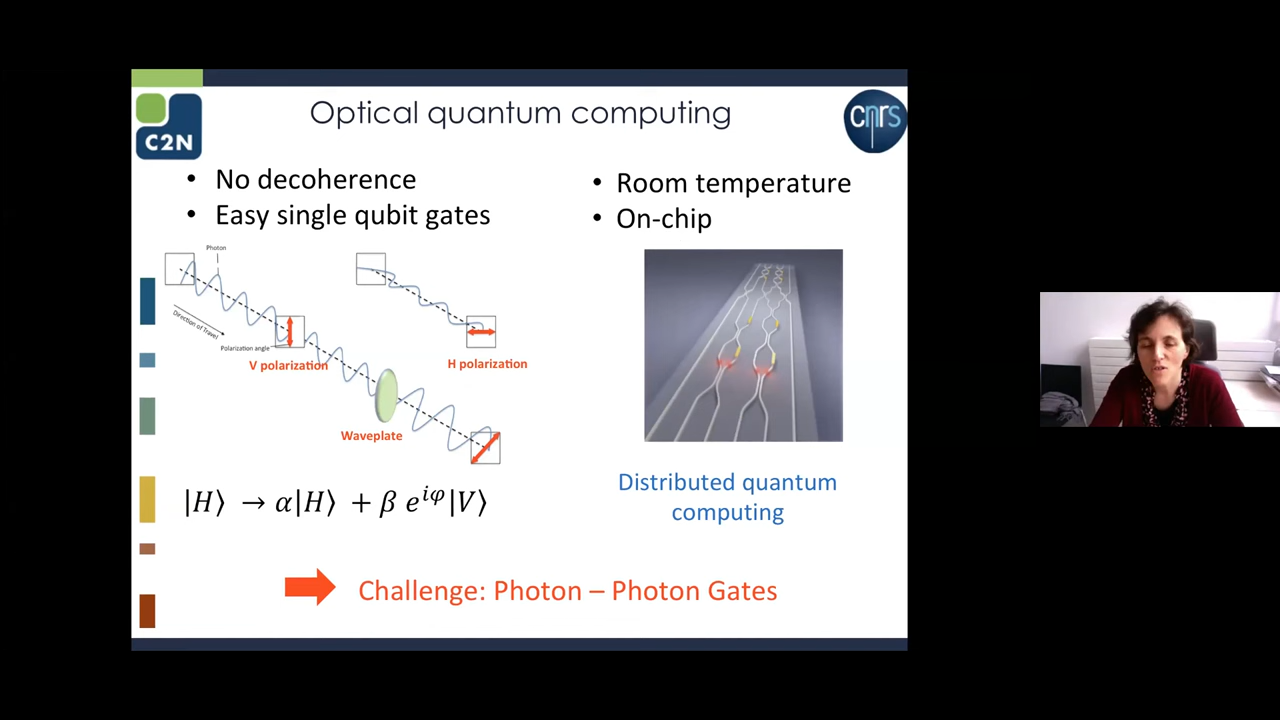 Optical quantum computing
C2N
cnrs
• No decoherence
• Easy single qubit gates
• Room temperature
• On-chip
Photon
Direction of Travel
Polarization angle
V polarization
H polarization
Waveplate
|H⟩ → α|H⟩ + β e^{iφ}|V⟩
Distributed quantum
computing
Challenge: Photon – Photon Gates